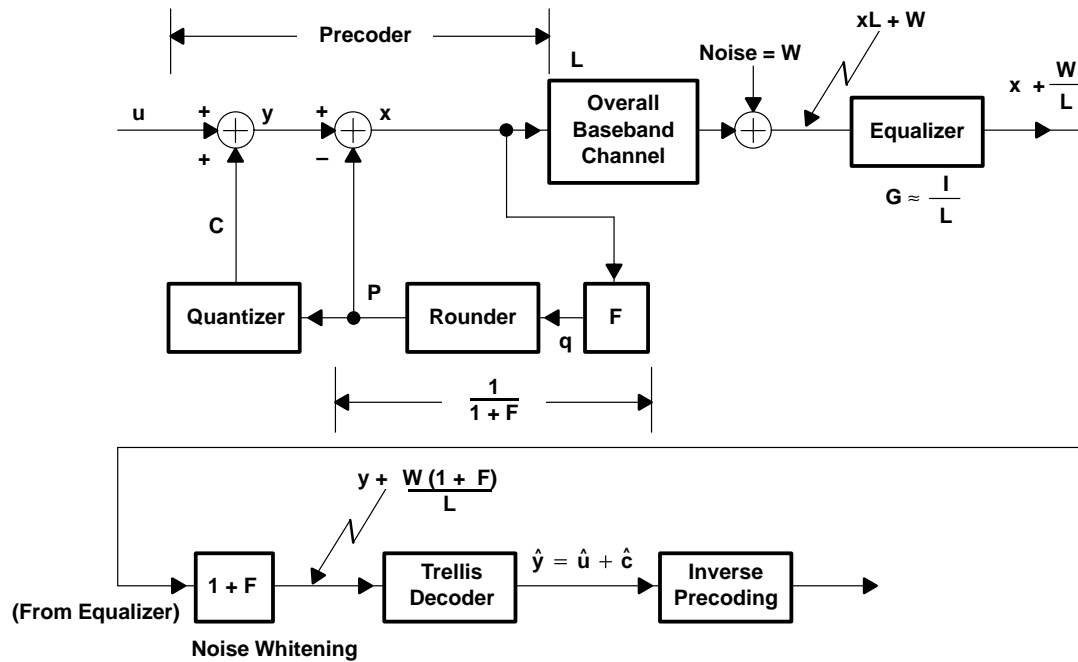 Precoder
xL + W
L
Noise = W
x + W
L
u
+
+
y
+
–
x
Overall
Baseband
Channel
Equalizer
G ≈ I
L
C
P
Quantizer
Rounder
q
F
1
1 + F
y + W (1 + F)
L
1 + F
Trellis
Decoder
ŷ = û + ĉ
Inverse
Precoding
(From Equalizer)
Noise Whitening